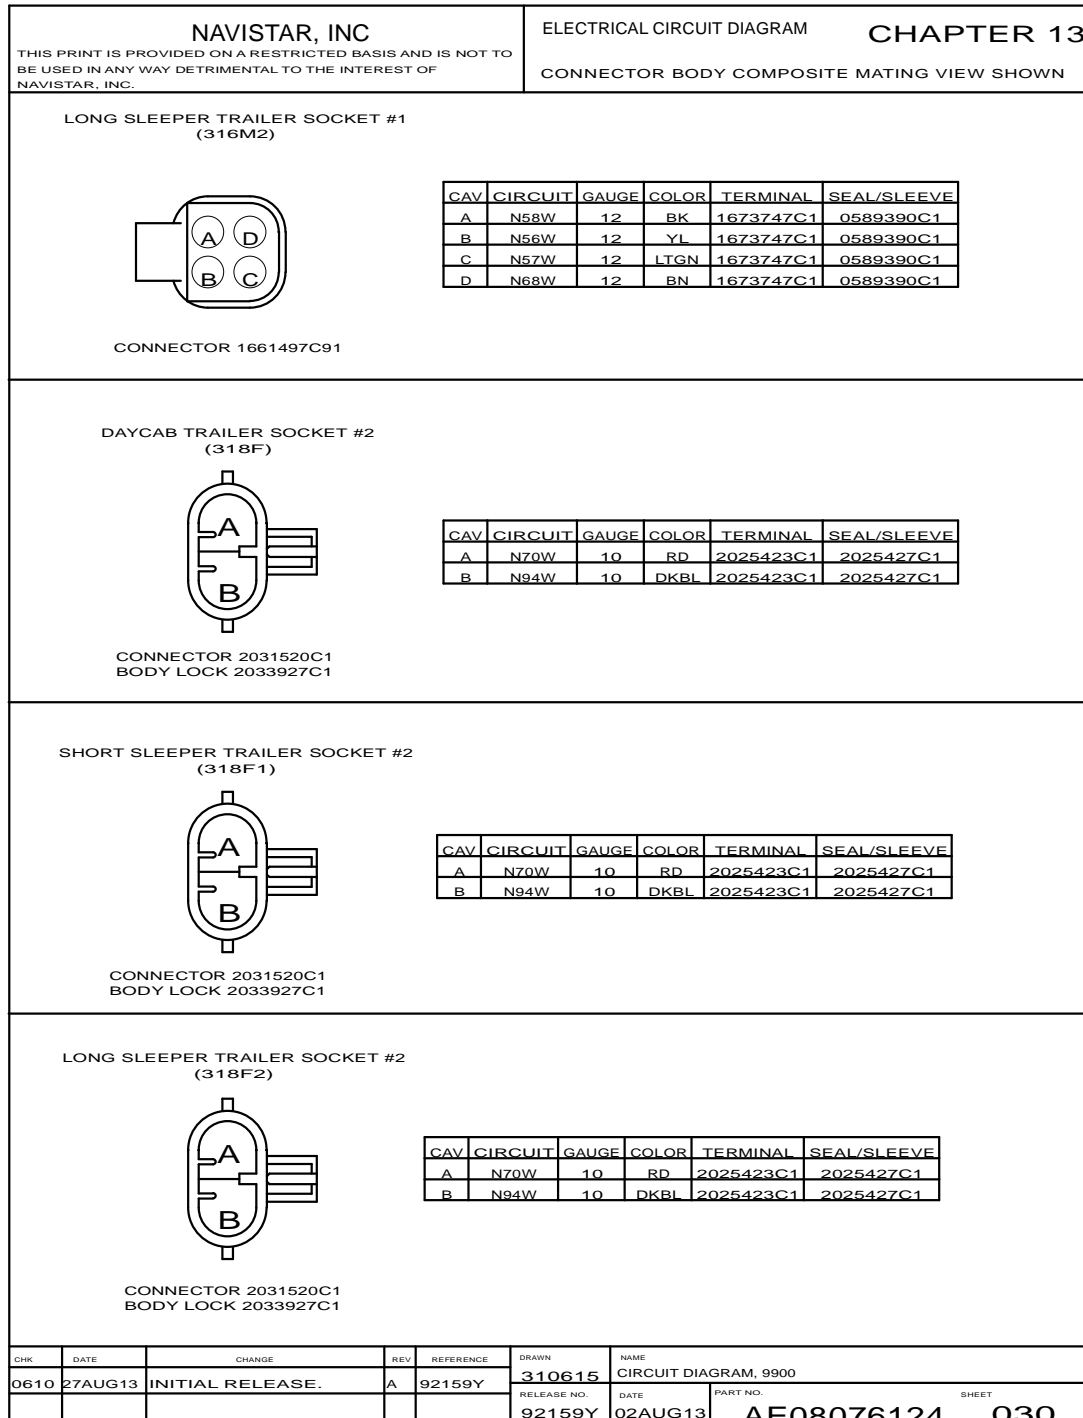 NAVISTAR, INC
THIS PRINT IS PROVIDED ON A RESTRICTED BASIS AND IS NOT TO
BE USED IN ANY WAY DETRIMENTAL TO THE INTEREST OF
NAVISTAR, INC.
ELECTRICAL CIRCUIT DIAGRAM CHAPTER 13
CONNECTOR BODY COMPOSITE MATING VIEW SHOWN
LONG SLEEPER TRAILER SOCKET #1
(316M2)
A D
B C
CONNECTOR 1661497C91
CAV CIRCUIT GAUGE COLOR TERMINAL SEAL/SLEEVE
A N58W 12 BK 1673747C1 0589390C1
B N56W 12 YL 1673747C1 0589390C1
C N57W 12 LTGN 1673747C1 0589390C1
D N68W 12 BN 1673747C1 0589390C1
DAYCAB TRAILER SOCKET #2
(318F)
A
B
CONNECTOR 2031520C1
BODY LOCK 2033927C1
CAV CIRCUIT GAUGE COLOR TERMINAL SEAL/SLEEVE
A N70W 10 RD 2025423C1 2025427C1
B N94W 10 DKBL 2025423C1 2025427C1
SHORT SLEEPER TRAILER SOCKET #2
(318F1)
A
B
CONNECTOR 2031520C1
BODY LOCK 2033927C1
CAV CIRCUIT GAUGE COLOR TERMINAL SEAL/SLEEVE
A N70W 10 RD 2025423C1 2025427C1
B N94W 10 DKBL 2025423C1 2025427C1
LONG SLEEPER TRAILER SOCKET #2
(318F2)
A
B
CONNECTOR 2031520C1
BODY LOCK 2033927C1
CAV CIRCUIT GAUGE COLOR TERMINAL SEAL/SLEEVE
A N70W 10 RD 2025423C1 2025427C1
B N94W 10 DKBL 2025423C1 2025427C1
CHK DATE CHANGE REV REFERENCE
0610 27AUG13 INITIAL RELEASE. A 92159Y
DRAWN
310615
NAME
CIRCUIT DIAGRAM, 9900
RELEASE NO.
92159Y
DATE
02AUG13
PART NO.
AE08076124
SHEET
030